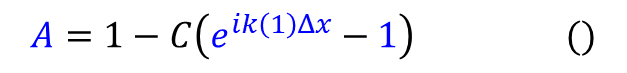 A = 1 − C(e^{ik(1)Δx} − 1) ()